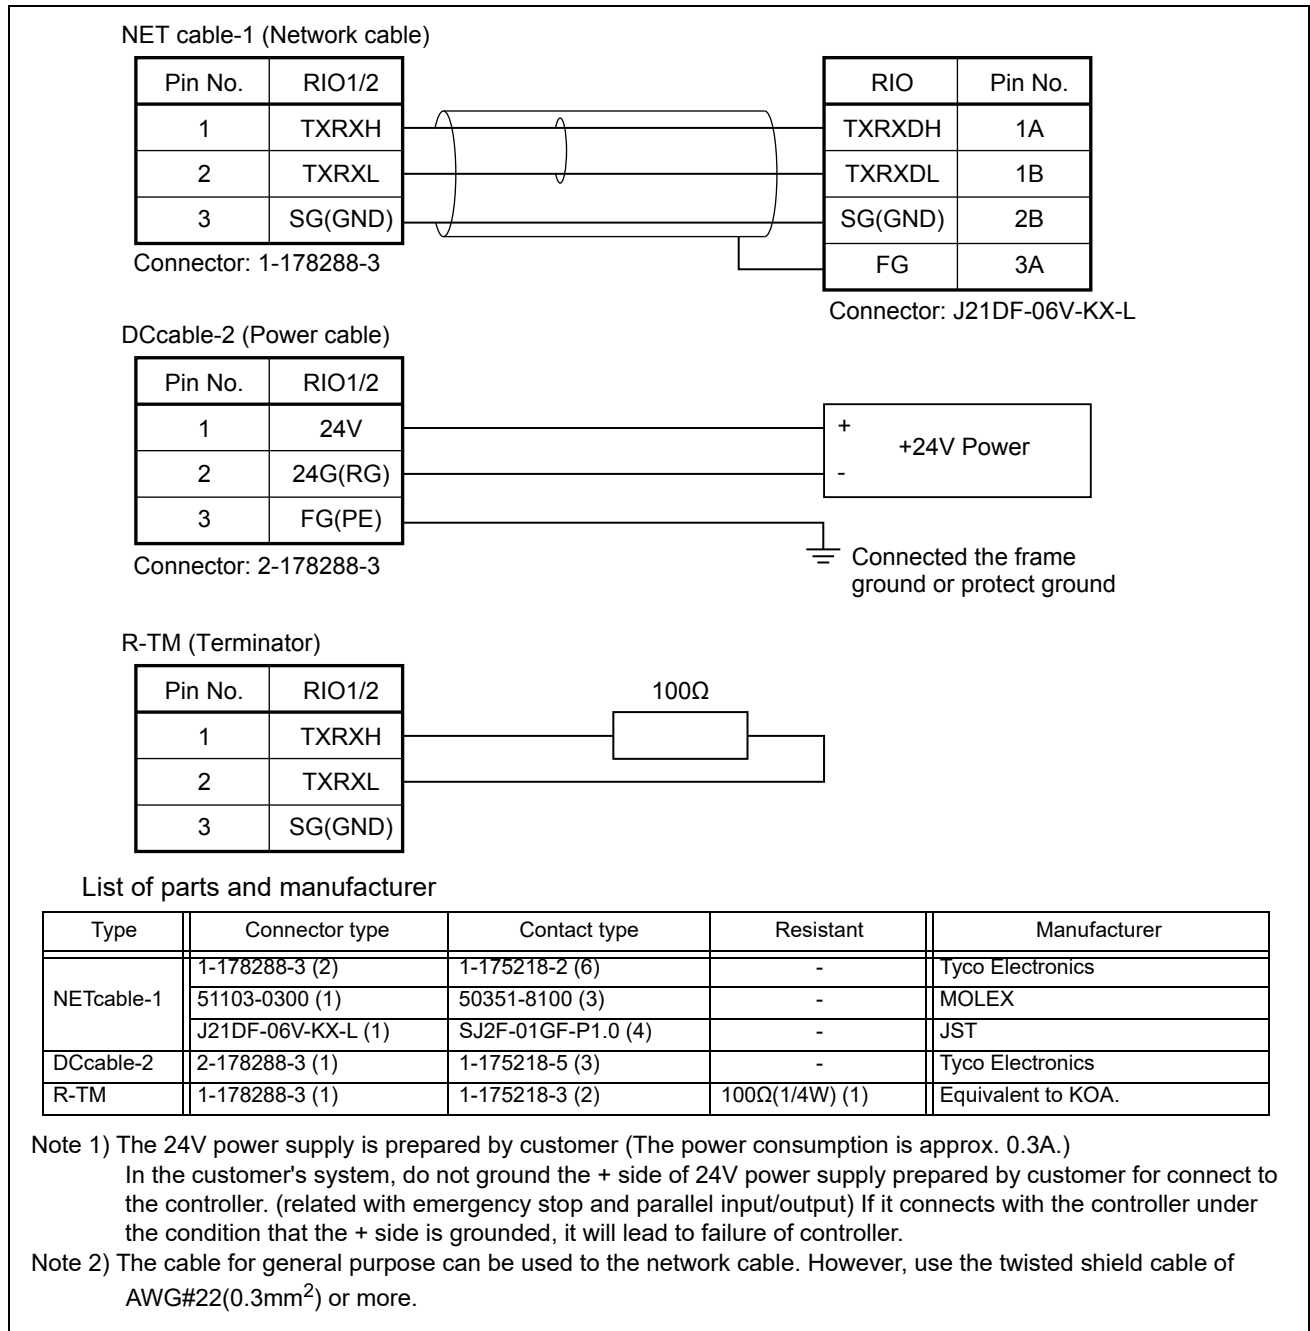 NET cable-1 (Network cable)
Pin No. RIO1/2 RIO Pin No.
1 TXRXH TXRXDH 1A
2 TXRXL TXRXDL 1B
3 SG(GND) SG(GND) 2B
FG 3A
Connector: 1-178288-3
Connector: J21DF-06V-KX-L
DCcable-2 (Power cable)
Pin No. RIO1/2
1 24V + +24V Power
2 24G(RG) -
3 FG(PE)
Connector: 2-178288-3
Connected the frame
ground or protect ground
R-TM (Terminator)
Pin No. RIO1/2 100Ω
1 TXRXH
2 TXRXL
3 SG(GND)
List of parts and manufacturer
Type Connector type Contact type Resistant Manufacturer
NETcable-1 1-178288-3 (2) 1-175218-2 (6) - Tyco Electronics
51103-0300 (1) 50351-8100 (3) - MOLEX
J21DF-06V-KX-L (1) SJ2F-01GF-P1.0 (4) - JST
DCcable-2 2-178288-3 (1) 1-175218-5 (3) - Tyco Electronics
R-TM 1-178288-3 (1) 1-175218-3 (2) 100Ω(1/4W) (1) Equivalent to KOA.
Note 1) The 24V power supply is prepared by customer (The power consumption is approx. 0.3A.)
In the customer's system, do not ground the + side of 24V power supply prepared by customer for connect to
the controller. (related with emergency stop and parallel input/output) If it connects with the controller under
the condition that the + side is grounded, it will lead to failure of controller.
Note 2) The cable for general purpose can be used to the network cable. However, use the twisted shield cable of
AWG#22(0.3mm2) or more.